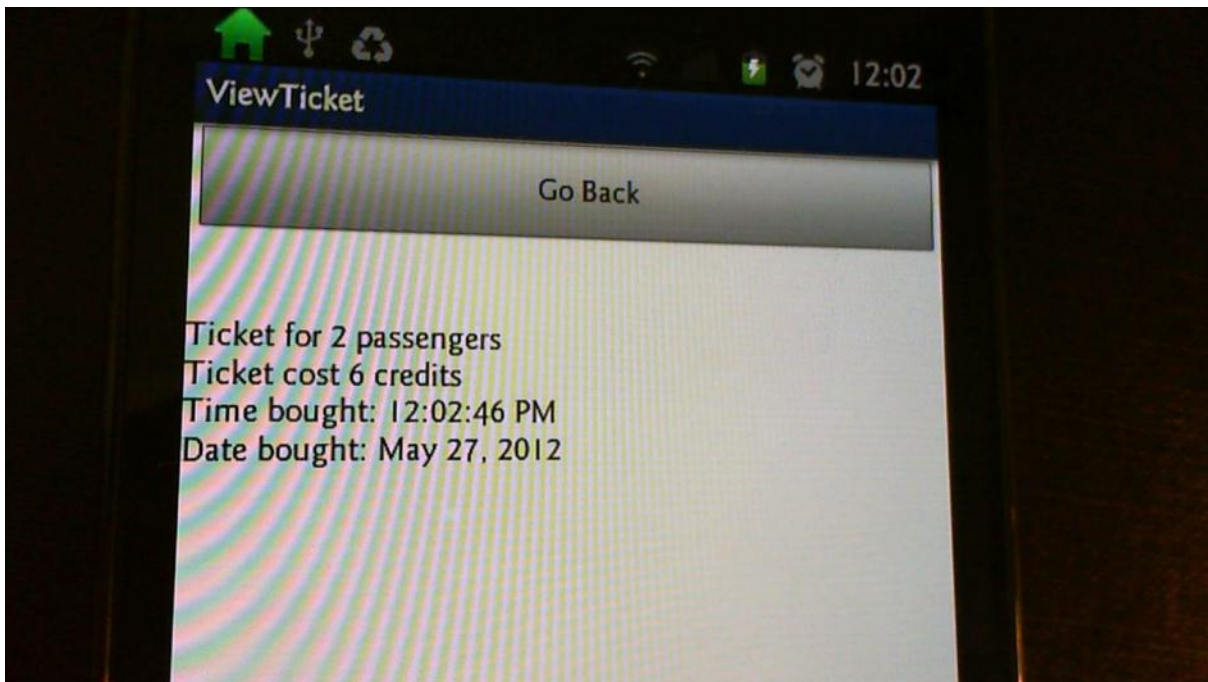 12:02
ViewTicket
Go Back
Ticket for 2 passengers
Ticket cost 6 credits
Time bought: 12:02:46 PM
Date bought: May 27, 2012